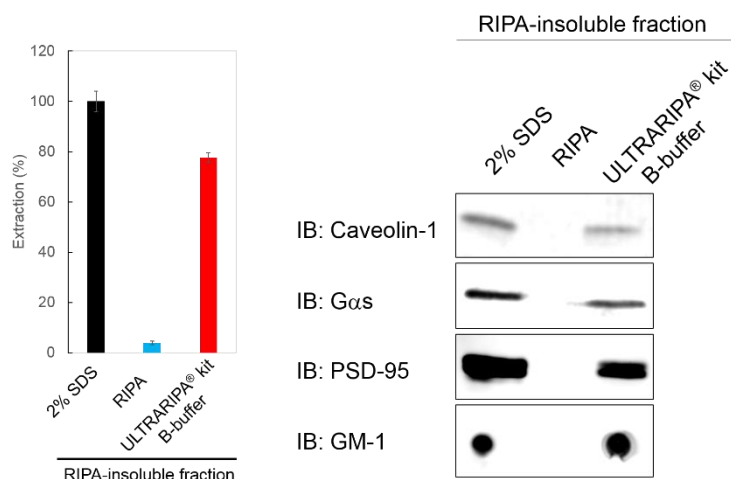 120
100
80
60
40
20
0
Extraction (%)
2% SDS
RIPA
ULTRARIPA® kit
B-buffer
RIPA-insoluble fraction
RIPA-insoluble fraction
2% SDS
RIPA
ULTRARIPA® kit
B-buffer
IB: Caveolin-1
IB: Gαs
IB: PSD-95
IB: GM-1